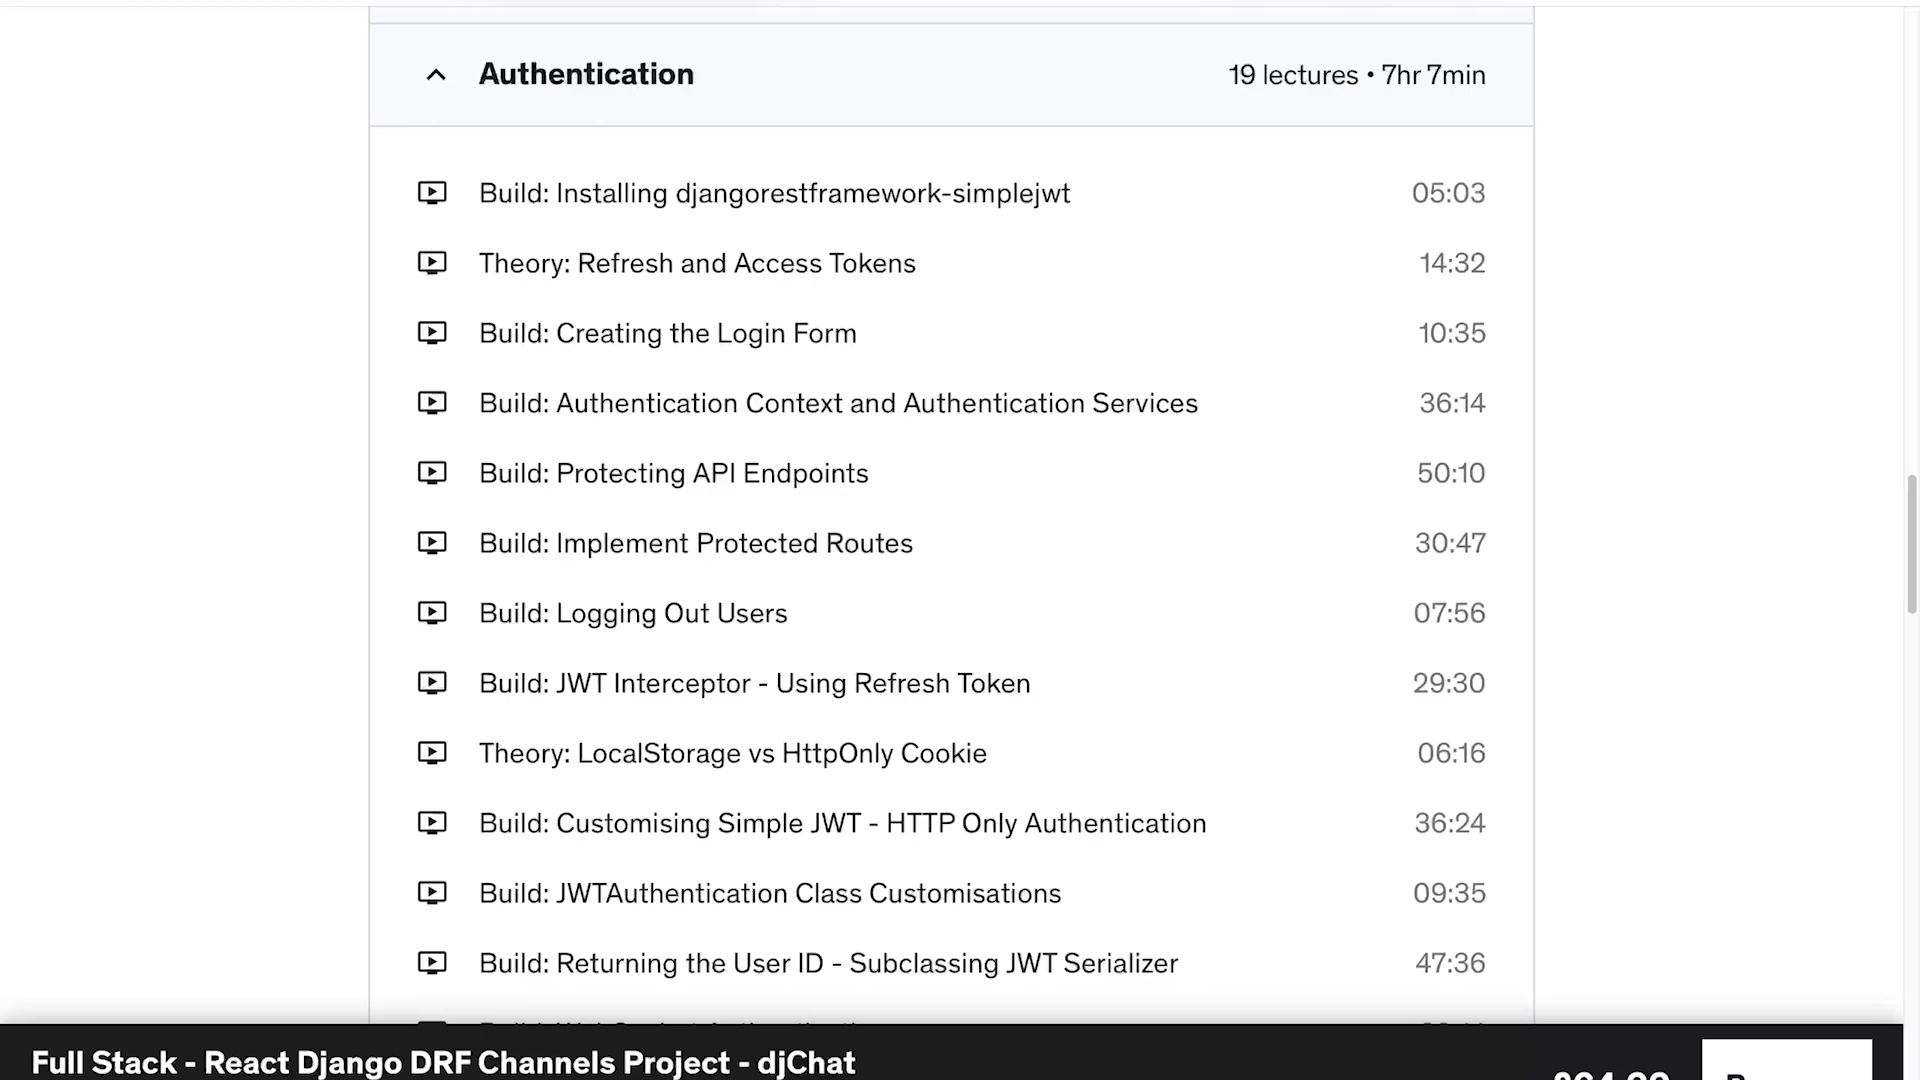 Authentication 19 lectures • 7hr 7min
Build: Installing djangorestframework-simplejwt 05:03
Theory: Refresh and Access Tokens 14:32
Build: Creating the Login Form 10:35
Build: Authentication Context and Authentication Services 36:14
Build: Protecting API Endpoints 50:10
Build: Implement Protected Routes 30:47
Build: Logging Out Users 07:56
Build: JWT Interceptor - Using Refresh Token 29:30
Theory: LocalStorage vs HttpOnly Cookie 06:16
Build: Customising Simple JWT - HTTP Only Authentication 36:24
Build: JWTAuthentication Class Customisations 09:35
Build: Returning the User ID - Subclassing JWT Serializer 47:36
Full Stack - React Django DRF Channels Project - djChat